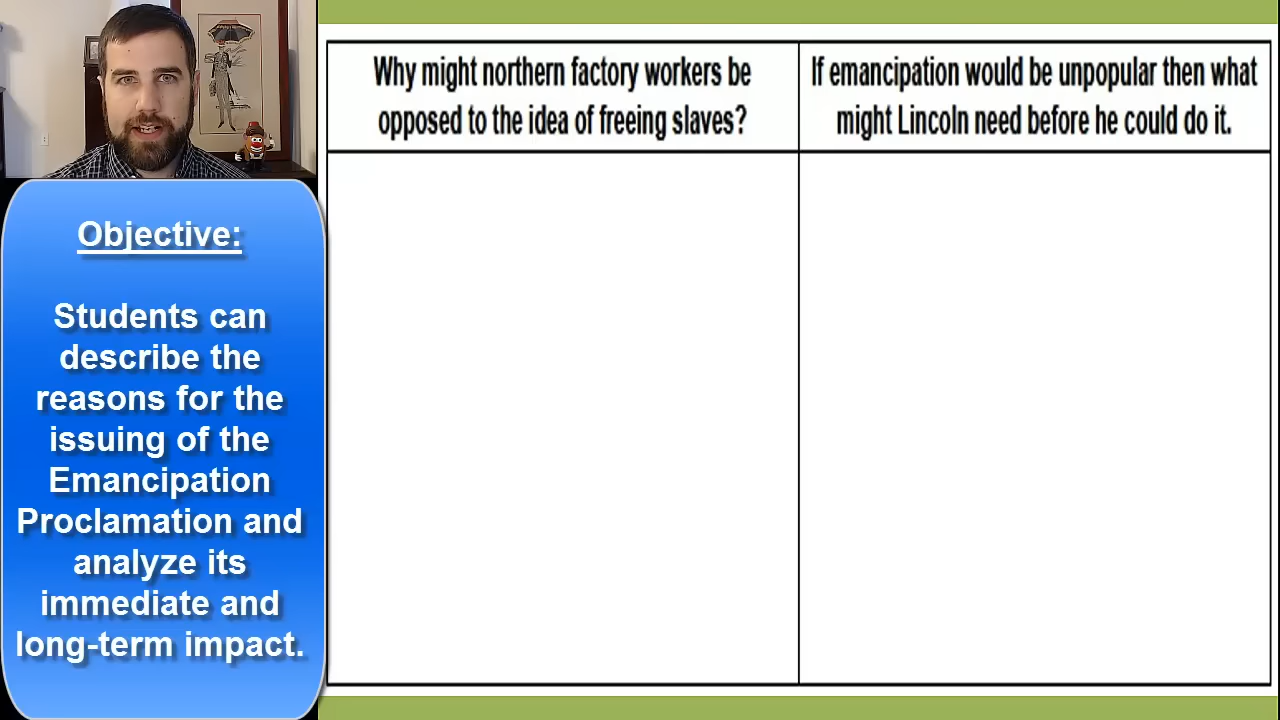 Objective:
Students can
describe the
reasons for the
issuing of the
Emancipation
Proclamation and
analyze its
immediate and
long-term impact.
Why might northern factory workers be
opposed to the idea of freeing slaves?
If emancipation would be unpopular then what
might Lincoln need before he could do it.